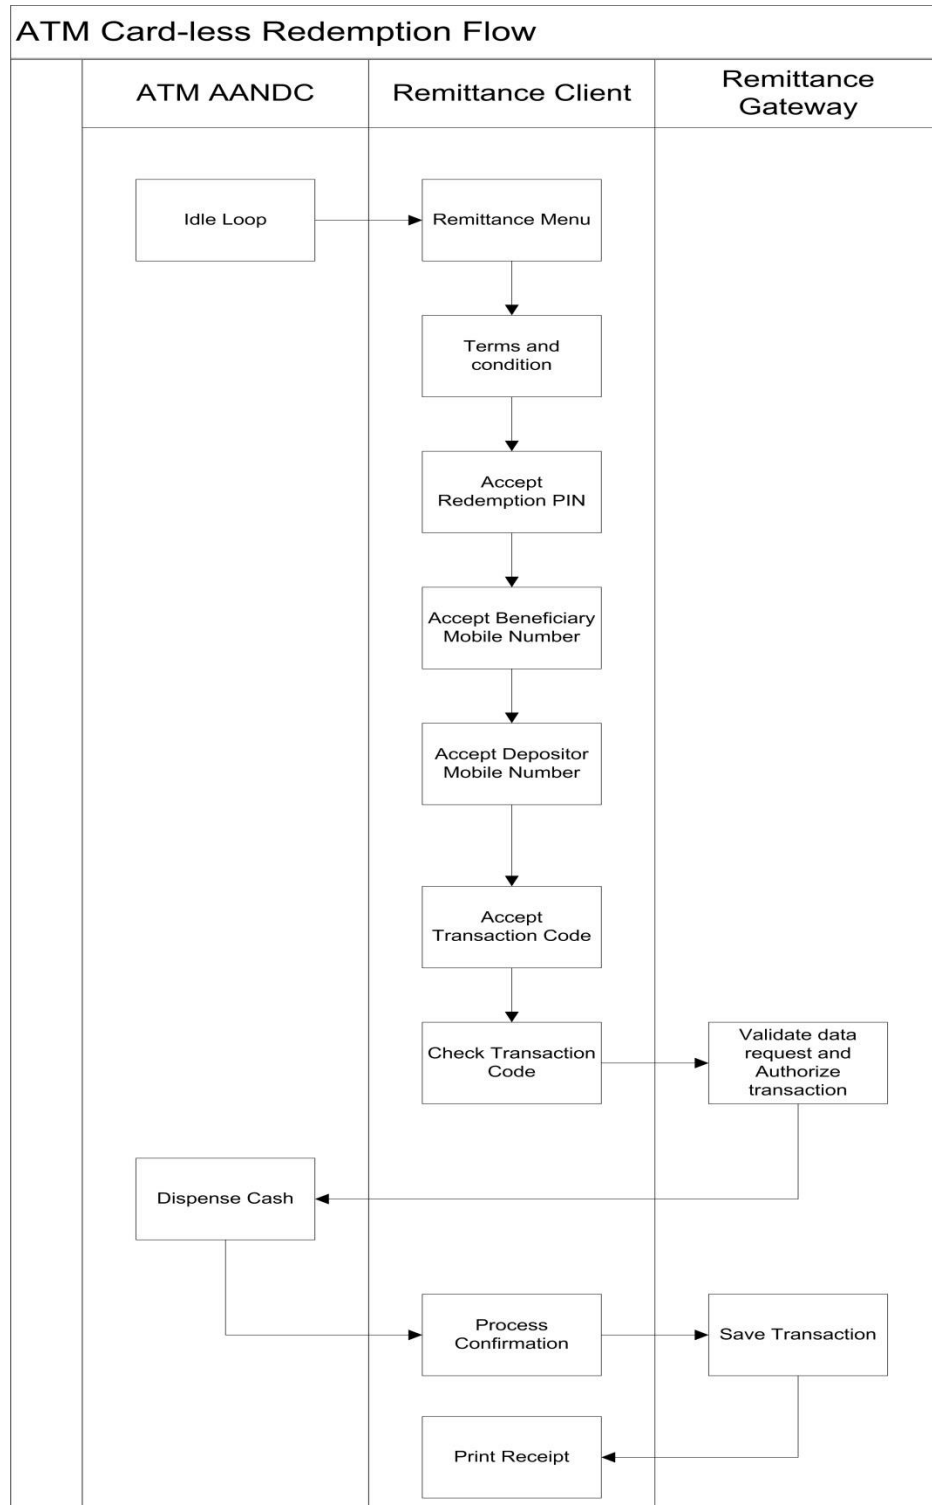 ATM Card-less Redemption Flow
ATM AANDC
Remittance Client
Remittance
Gateway
Idle Loop
Remittance Menu
Terms and
condition
Accept
Redemption PIN
Accept Beneficiary
Mobile Number
Accept Depositor
Mobile Number
Accept
Transaction Code
Check Transaction
Code
Validate data
request and
Authorize
transaction
Dispense Cash
Process
Confirmation
Save Transaction
Print Receipt